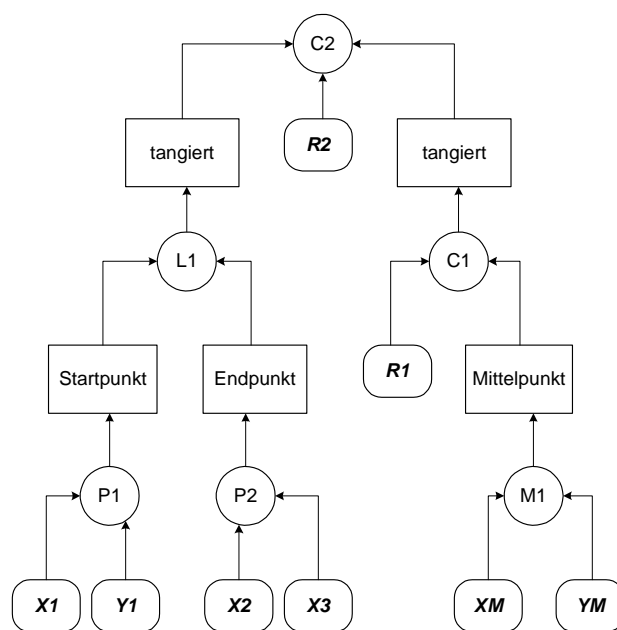 C2
tangiert
R2
tangiert
L1
C1
Startpunkt
Endpunkt
R1
Mittelpunkt
P1
P2
M1
X1
Y1
X2
X3
XM
YM